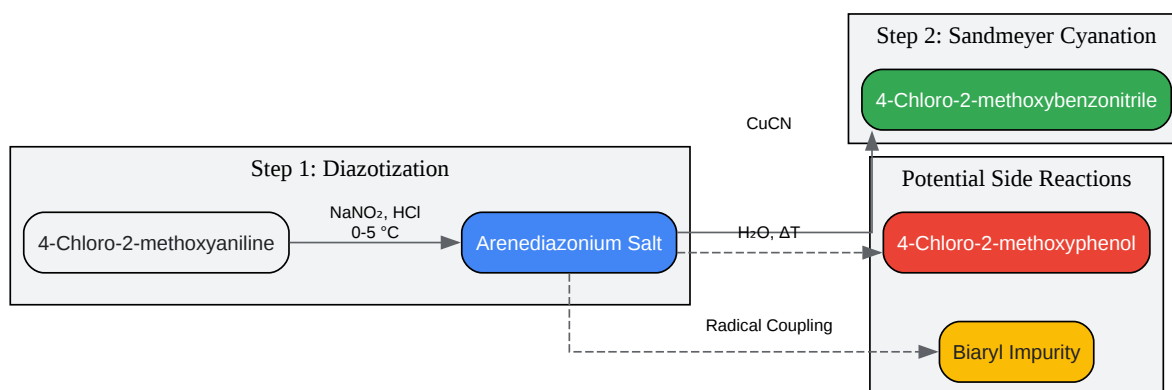 Step 2: Sandmeyer Cyanation
4-Chloro-2-methoxybenzonitrile
CuCN
Step 1: Diazotization
NaNO₂, HCl
0-5 °C
4-Chloro-2-methoxyaniline
Arenediazonium Salt
Potential Side Reactions
H₂O, ΔT
4-Chloro-2-methoxyphenol
Radical Coupling
Biaryl Impurity